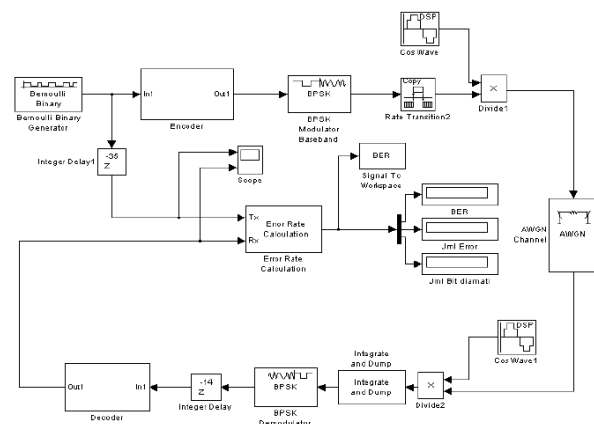 DSP
Cos Wave
Bernoulli
Binary
Bernoulli Binary
Generator
In1
Out1
Encoder
BPSK
BPSK
Modulator
Baseband
Copy
Rate Transition2
×
Divide1
Integer Delay1
-35
Z
Scope
BER
Signal To
Workspace
Tx
Rx
Error Rate
Calculation
Error Rate
Calculation
BER
Jml Error
Jml Bit diamati
AWGN
Channel
AWGN
DSP
Cos Wave1
Out1
In1
Decoder
-14
Z
Integer Delay
BPSK
BPSK
Demodulator
Integrate
and Dump
Integrate
and Dump
×
Divide2